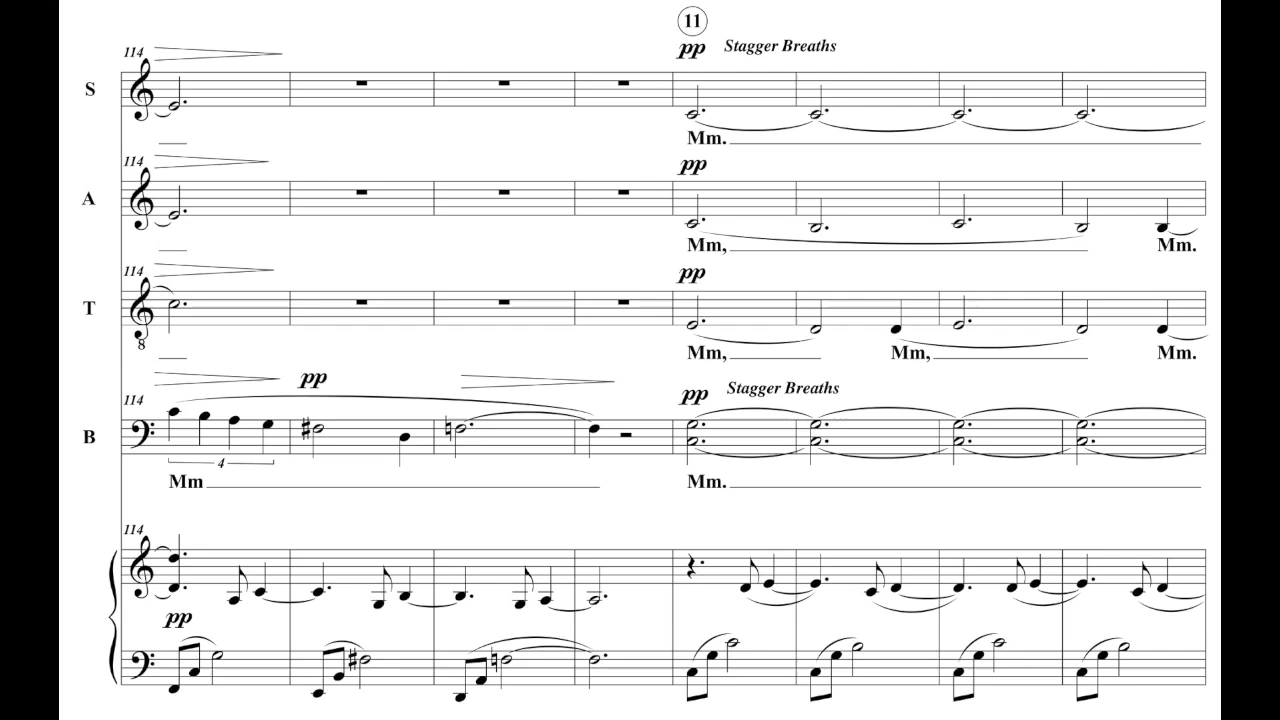 11
114 pp Stagger Breaths
S
Mm.
114 pp
A
Mm, Mm.
114 pp
T
8
Mm, Mm, Mm.
114 pp pp Stagger Breaths
B
4
Mm Mm.
114
pp